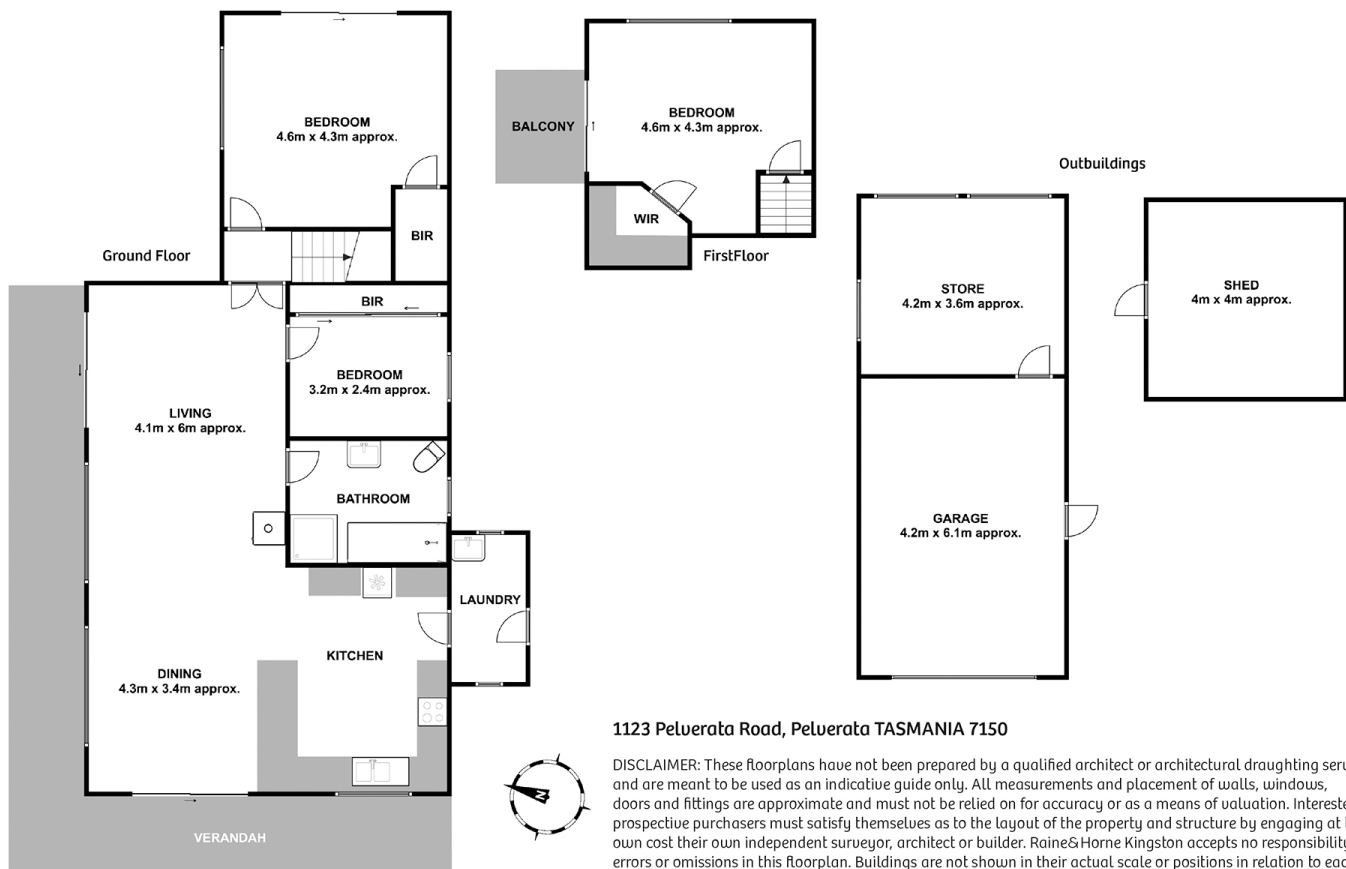 BEDROOM
4.6m x 4.3m approx.
BIR
Ground Floor
BIR
BEDROOM
3.2m x 2.4m approx.
LIVING
4.1m x 6m approx.
BATHROOM
LAUNDRY
KITCHEN
DINING
4.3m x 3.4m approx.
VERANDAH
BALCONY
BEDROOM
4.6m x 4.3m approx.
WIR
FirstFloor
Outbuildings
STORE
4.2m x 3.6m approx.
SHED
4m x 4m approx.
GARAGE
4.2m x 6.1m approx.
N
1123 Pelverata Road, Pelverata TASMANIA 7150
DISCLAIMER: These floorplans have not been prepared by a qualified architect or architectural draughting
and are meant to be used as an indicative guide only. All measurements and placement of walls, windows,
doors and fittings are approximate and must not be relied on for accuracy or as a means of valuation.
prospective purchasers must satisfy themselves as to the layout of the property and structure by engaging at
own cost their own independent surveyor, architect or builder. Raine&Horne Kingston accepts no responsibility
errors or omissions in this floorplan. Buildings are not shown in their actual scale or positions in relation to